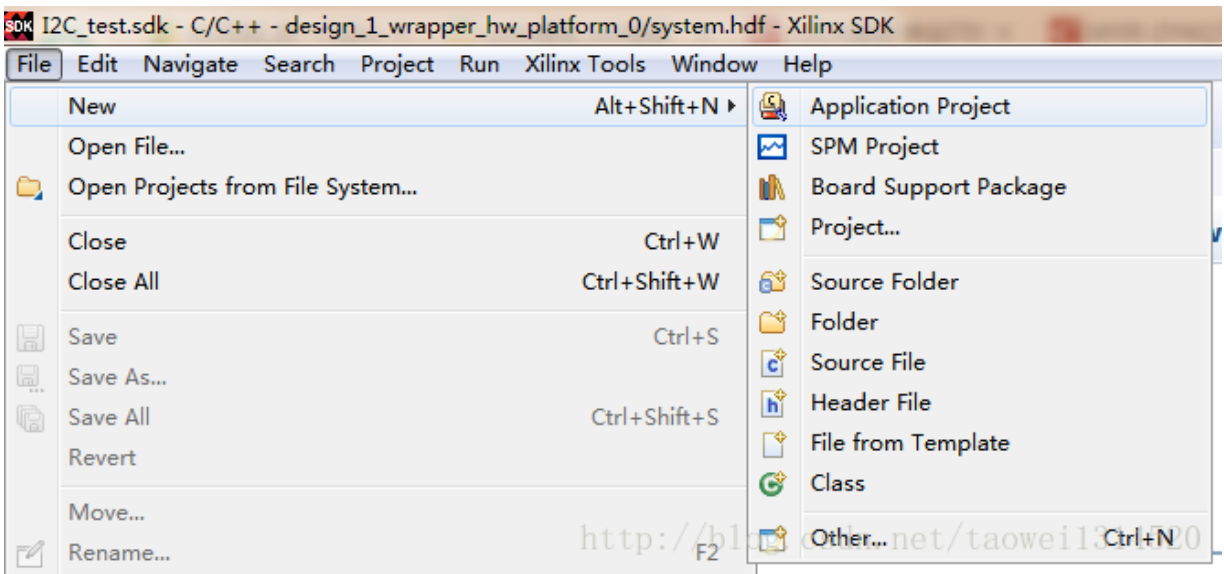 SDK I2C_test.sdk - C/C++ - design_1_wrapper_hw_platform_0/system.hdf - Xilinx SDK
File Edit Navigate Search Project Run Xilinx Tools Window Help
New Alt+Shift+N
Open File...
Open Projects from File System...
Close Ctrl+W
Close All Ctrl+Shift+W
Save Ctrl+S
Save As...
Save All Ctrl+Shift+S
Revert
Move...
Rename... F2
Application Project
SPM Project
Board Support Package
Project...
Source Folder
Folder
Source File
Header File
File from Template
Class
Other... Ctrl+N